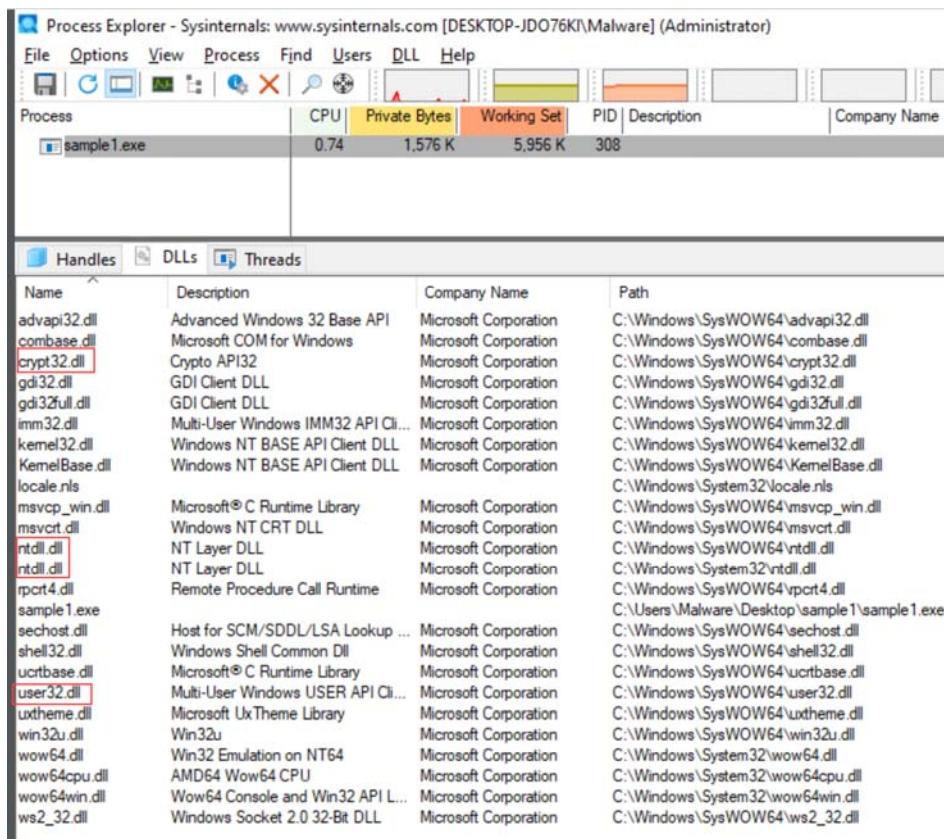 Process Explorer - Sysinternals: www.sysinternals.com [DESKTOP-JDO76KI\Malware] (Administrator)
File Options View Process Find Users DLL Help
Process CPU Private Bytes Working Set PID Description Company Name
sample1.exe 0.74 1,576 K 5,956 K 308
Handles DLLs Threads
Name Description Company Name Path
advapi32.dll Advanced Windows 32 Base API Microsoft Corporation C:\Windows\SysWOW64\advapi32.dll
combase.dll Microsoft COM for Windows Microsoft Corporation C:\Windows\SysWOW64\combase.dll
crypt32.dll Crypto API32 Microsoft Corporation C:\Windows\SysWOW64\crypt32.dll
gdi32.dll GDI Client DLL Microsoft Corporation C:\Windows\SysWOW64\gdi32.dll
gdi32full.dll GDI Client DLL Microsoft Corporation C:\Windows\SysWOW64\gdi32full.dll
imm32.dll Multi-User Windows IMM32 API Cli... Microsoft Corporation C:\Windows\SysWOW64\imm32.dll
kernel32.dll Windows NT BASE API Client DLL Microsoft Corporation C:\Windows\SysWOW64\kernel32.dll
KernelBase.dll Windows NT BASE API Client DLL Microsoft Corporation C:\Windows\SysWOW64\KernelBase.dll
locale.nls C:\Windows\System32\locale.nls
msvcp_win.dll Microsoft® C Runtime Library Microsoft Corporation C:\Windows\SysWOW64\msvcp_win.dll
msvcrt.dll Windows NT CRT DLL Microsoft Corporation C:\Windows\SysWOW64\msvcrt.dll
ntdll.dll NT Layer DLL Microsoft Corporation C:\Windows\SysWOW64\ntdll.dll
ntdll.dll NT Layer DLL Microsoft Corporation C:\Windows\System32\ntdll.dll
rpcrt4.dll Remote Procedure Call Runtime Microsoft Corporation C:\Windows\SysWOW64\rpcrt4.dll
sample1.exe C:\Users\Malware\Desktop\sample1\sample1.exe
sechost.dll Host for SCM/SDDL/LSA Lookup ... Microsoft Corporation C:\Windows\SysWOW64\sechost.dll
shell32.dll Windows Shell Common Dll Microsoft Corporation C:\Windows\SysWOW64\shell32.dll
ucrtbase.dll Microsoft® C Runtime Library Microsoft Corporation C:\Windows\SysWOW64\ucrtbase.dll
user32.dll Multi-User Windows USER API Cli... Microsoft Corporation C:\Windows\SysWOW64\user32.dll
uxtheme.dll Microsoft UxTheme Library Microsoft Corporation C:\Windows\SysWOW64\uxtheme.dll
win32u.dll Win32u Microsoft Corporation C:\Windows\SysWOW64\win32u.dll
wow64.dll Win32 Emulation on NT64 Microsoft Corporation C:\Windows\System32\wow64.dll
wow64cpu.dll AMD64 Wow64 CPU Microsoft Corporation C:\Windows\System32\wow64cpu.dll
wow64win.dll Wow64 Console and Win32 API L... Microsoft Corporation C:\Windows\System32\wow64win.dll
ws2_32.dll Windows Socket 2.0 32-Bit DLL Microsoft Corporation C:\Windows\SysWOW64\ws2_32.dll